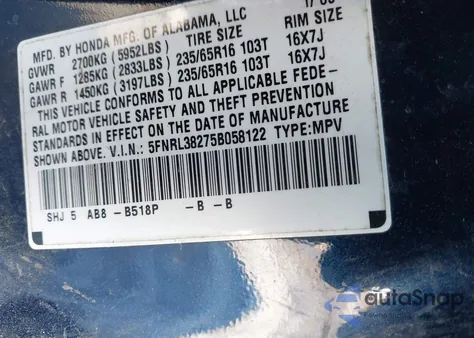 MFD. BY HONDA MFG. OF ALABAMA, LLC
GVWR 2700KG (5952LBS) TIRE SIZE RIM SIZE
GAWR F 1285KG (2833LBS) 235/65R16 103T 16X7J
GAWR R 1450KG (3197LBS) 235/65R16 103T 16X7J
THIS VEHICLE CONFORMS TO ALL APPLICABLE FEDE-
RAL MOTOR VEHICLE SAFETY AND THEFT PREVENTION
STANDARDS IN EFFECT ON THE DATE OF MANUFACTURE
SHOWN ABOVE. V.I.N.: 5FNRL38275B058122 TYPE:MPV
SHJ 5 AB8 -B518P -B -B
autoSnap